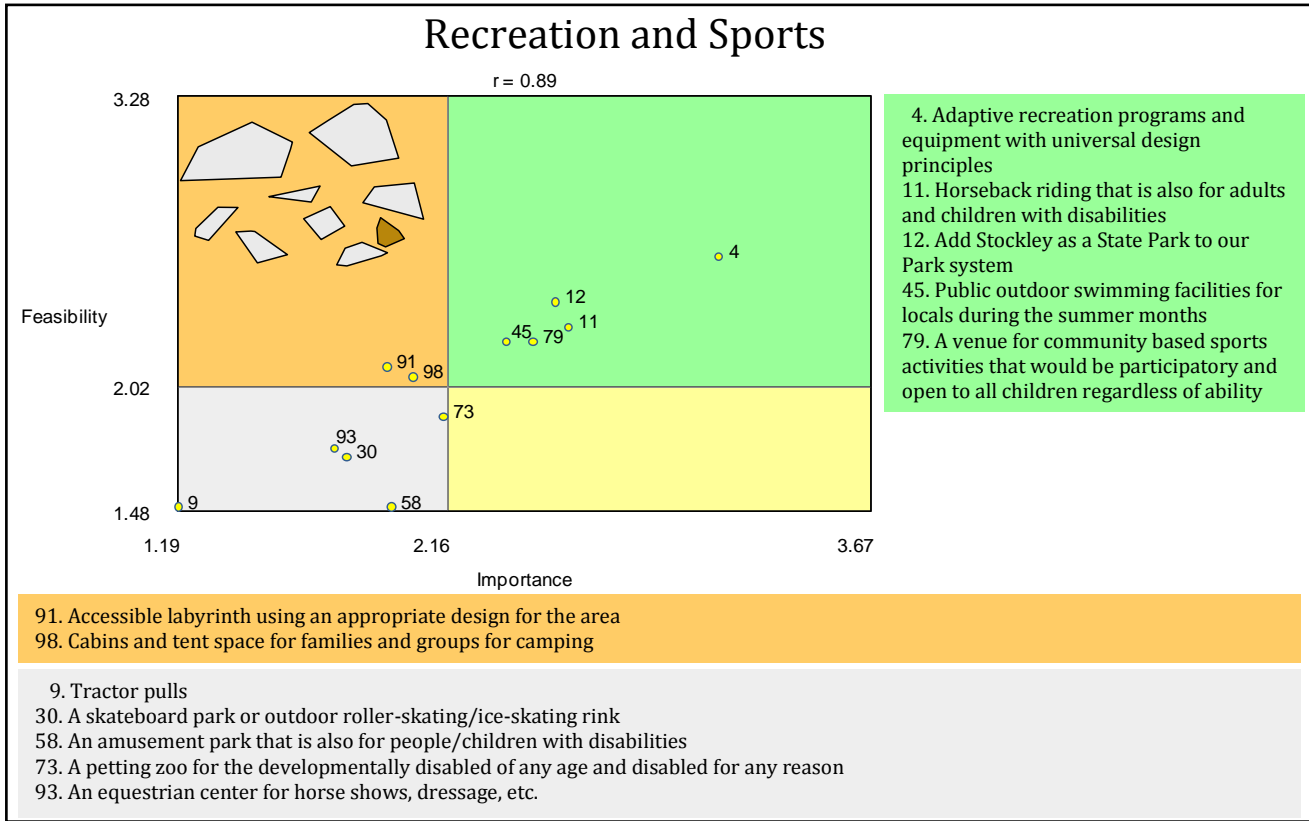 Recreation and Sports
r = 0.89
3.28
Feasibility
2.02
1.48
1.19
2.16
3.67
Importance
4
12
11
45
79
91
98
73
93
30
9
58
4. Adaptive recreation programs and
equipment with universal design
principles
11. Horseback riding that is also for adults
and children with disabilities
12. Add Stockley as a State Park to our
Park system
45. Public outdoor swimming facilities for
locals during the summer months
79. A venue for community based sports
activities that would be participatory and
open to all children regardless of ability
91. Accessible labyrinth using an appropriate design for the area
98. Cabins and tent space for families and groups for camping
9. Tractor pulls
30. A skateboard park or outdoor roller-skating/ice-skating rink
58. An amusement park that is also for people/children with disabilities
73. A petting zoo for the developmentally disabled of any age and disabled for any reason
93. An equestrian center for horse shows, dressage, etc.